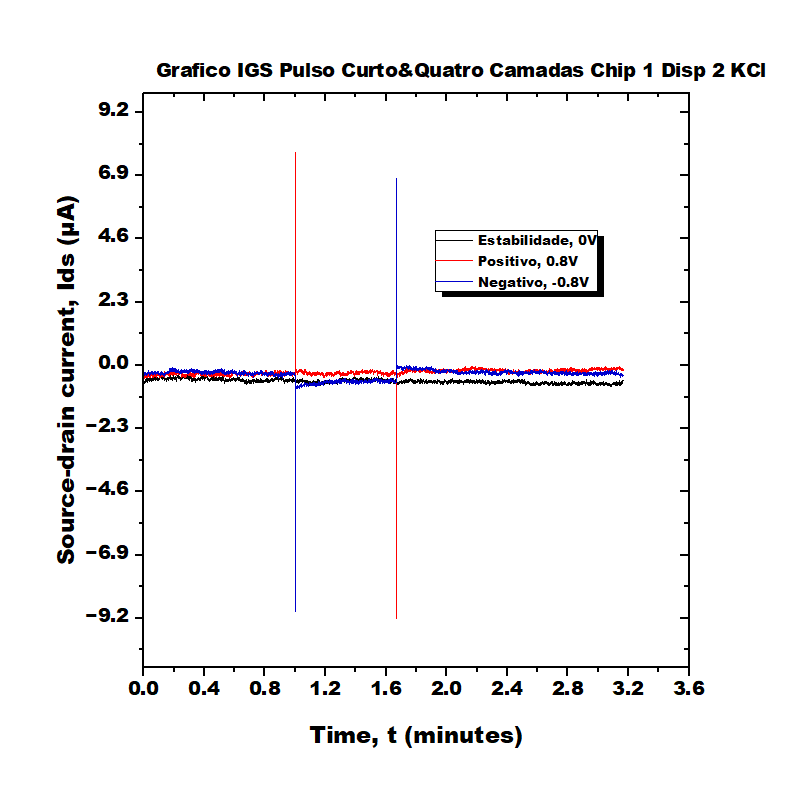 Grafico IGS Pulso Curto&Quatro Camadas Chip 1 Disp 2 KCl
9.2
6.9
4.6
2.3
0.0
−2.3
−4.6
−6.9
−9.2
Source-drain current, Ids (µA)
Estabilidade, 0V
Positivo, 0.8V
Negativo, -0.8V
0.0 0.4 0.8 1.2 1.6 2.0 2.4 2.8 3.2 3.6
Time, t (minutes)